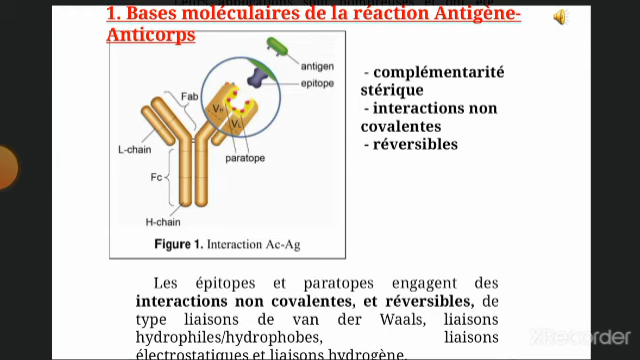 1. Bases moléculaires de la réaction Antigène-
Anticorps
antigen
epitope
Fab
VH
VL
L-chain
paratope
Fc
H-chain
Figure 1. Interaction Ac-Ag
- complémentarité
stérique
- interactions non
covalentes
- réversibles
Les épitopes et paratopes engagent des
interactions non covalentes, et réversibles, de
type liaisons de van der Waals, liaisons
hydrophiles/hydrophobes, liaisons
électrostatiques et liaisons hydrogène.
XRecorder